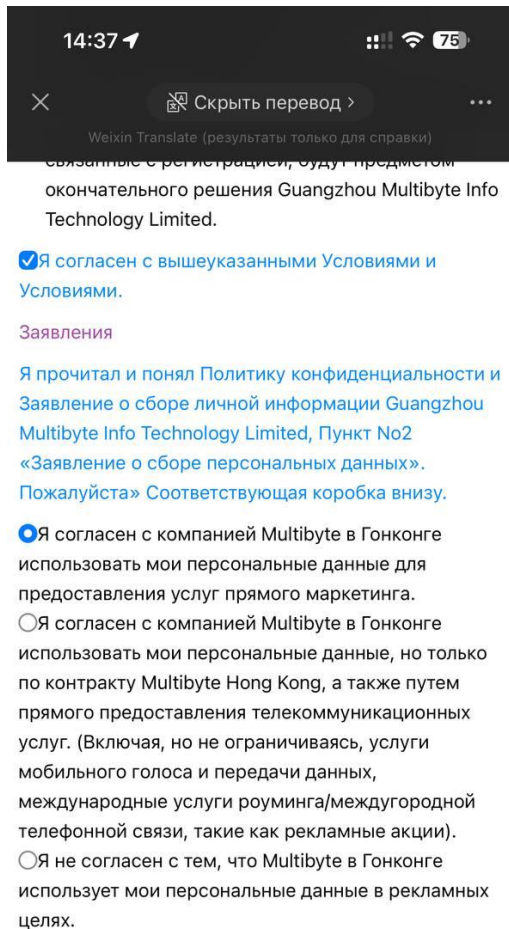 14:37
75
Скрыть перевод >
Weixin Translate (результаты только для справки)
связанные с регистрацией, будут предметом
окончательного решения Guangzhou Multibyte Info
Technology Limited.
Я согласен с вышеуказанными Условиями и
Условиями.
Заявления
Я прочитал и понял Политику конфиденциальности и
Заявление о сборе личной информации Guangzhou
Multibyte Info Technology Limited, Пункт No2
«Заявление о сборе персональных данных».
Пожалуйста» Соответствующая коробка внизу.
Я согласен с компанией Multibyte в Гонконге
использовать мои персональные данные для
предоставления услуг прямого маркетинга.
Я согласен с компанией Multibyte в Гонконге
использовать мои персональные данные, но только
по контракту Multibyte Hong Kong, а также путем
прямого предоставления телекоммуникационных
услуг. (Включая, но не ограничиваясь, услуги
мобильного голоса и передачи данных,
международные услуги роуминга/междугородной
телефонной связи, такие как рекламные акции).
Я не согласен с тем, что Multibyte в Гонконге
использует мои персональные данные в рекламных
целях.